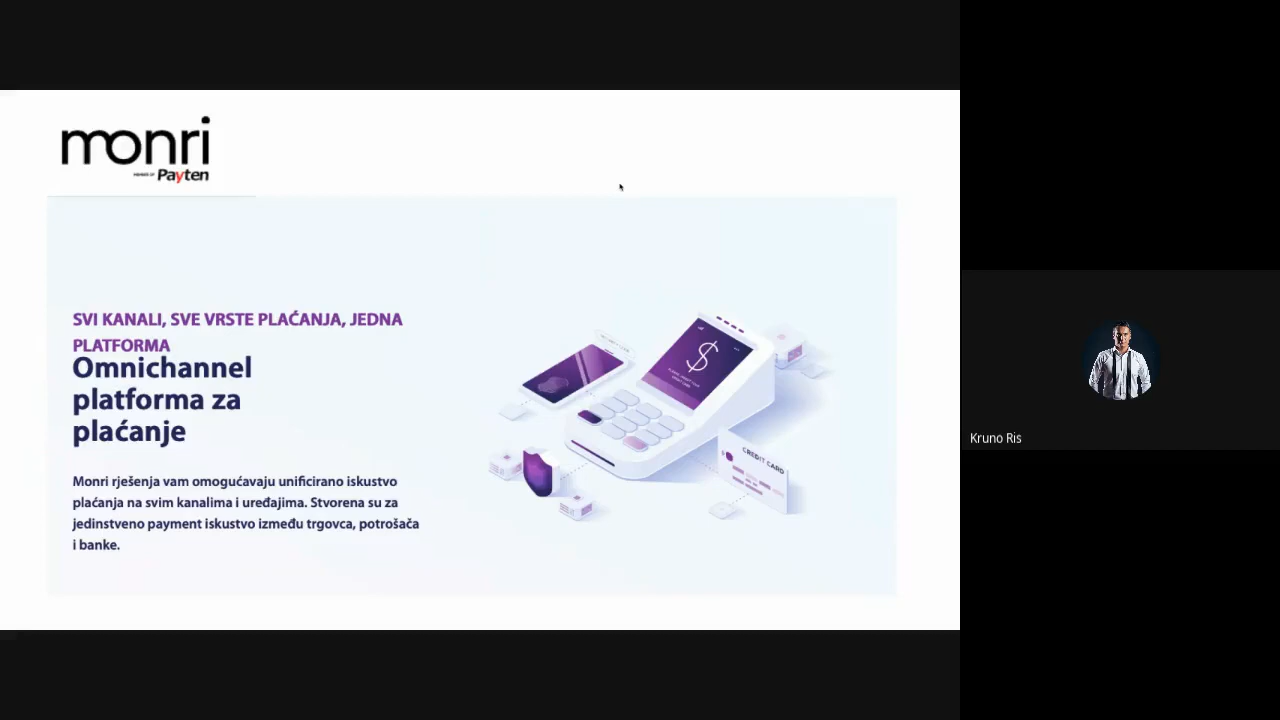 monri
MEMBER OF Payten
SVI KANALI, SVE VRSTE PLAĆANJA, JEDNA
PLATFORMA
Omnichannel
platforma za
plaćanje
Monri rješenja vam omogućavaju unificirano iskustvo
plaćanja na svim kanalima i uređajima. Stvorena su za
jedinstveno payment iskustvo između trgovca, potrošača
i banke.
$
CREDIT CARD
Kruno Ris